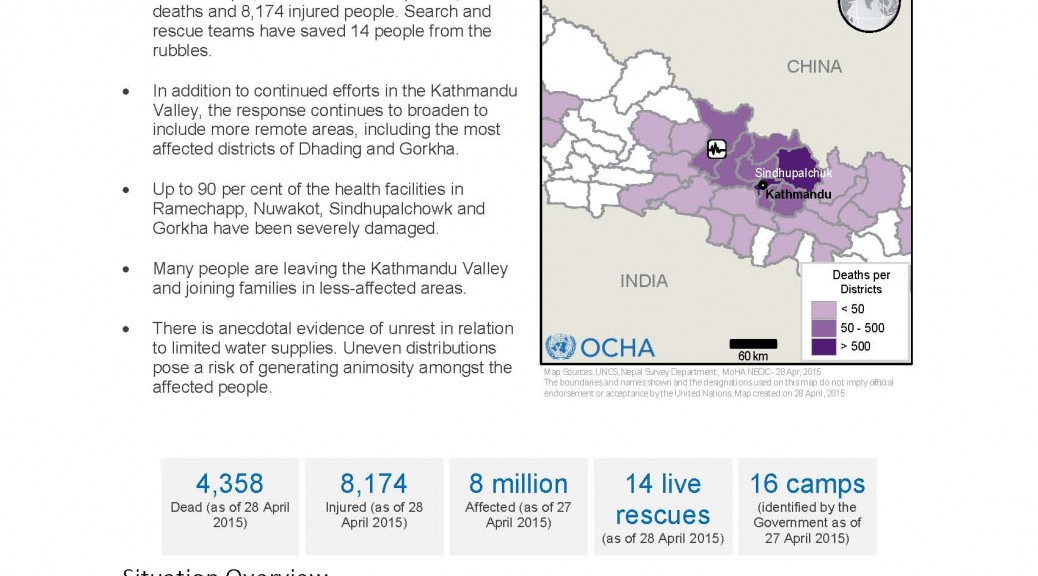 deaths and 8,174 injured people. Search and
rescue teams have saved 14 people from the
rubbles.
• In addition to continued efforts in the Kathmandu
Valley, the response continues to broaden to
include more remote areas, including the most
affected districts of Dhading and Gorkha.
• Up to 90 per cent of the health facilities in
Ramechapp, Nuwakot, Sindhupalchowk and
Gorkha have been severely damaged.
• Many people are leaving the Kathmandu Valley
and joining families in less-affected areas.
• There is anecdotal evidence of unrest in relation
to limited water supplies. Uneven distributions
pose a risk of generating animosity amongst the
affected people.
CHINA
Sindhupalchuk
Kathmandu
INDIA
Deaths per
Districts
< 50
50 - 500
> 500
OCHA
60 km
Map Sources: UNCS, Nepal Survey Department, MoHA NEOC- 28 Apr, 2015
The boundaries and names shown and the designations used on this map do not imply official
endorsement or acceptance by the United Nations. Map created on 28 April, 2015
4,358
Dead (as of 28 April
2015)
8,174
Injured (as of 28
April 2015)
8 million
Affected (as of 27
April 2015)
14 live
rescues
(as of 28 April 2015)
16 camps
(identified by the
Government as of
27 April 2015)
Situation Overview